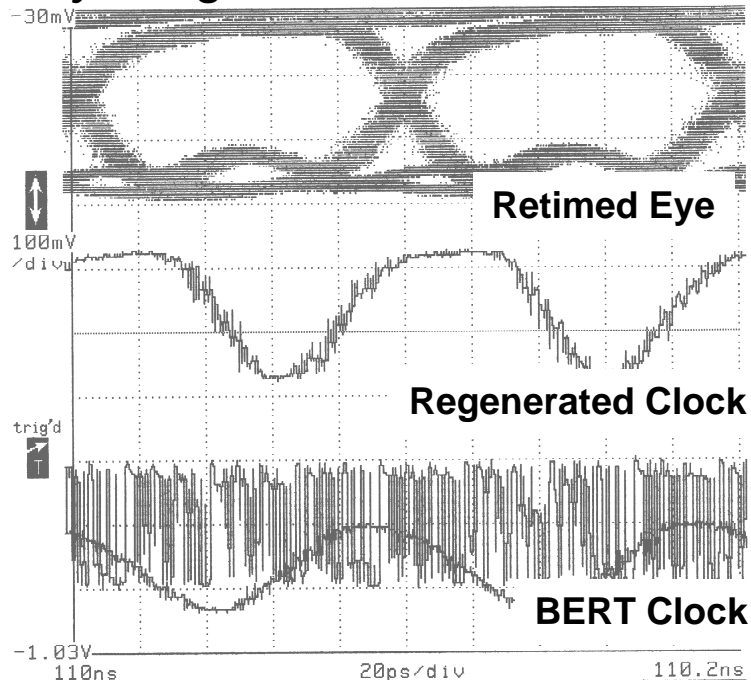 -30mV
Retimed Eye
100mV
/div
Regenerated Clock
trig'd
T
BERT Clock
-1.03V
110ns 20ps/div 110.2ns